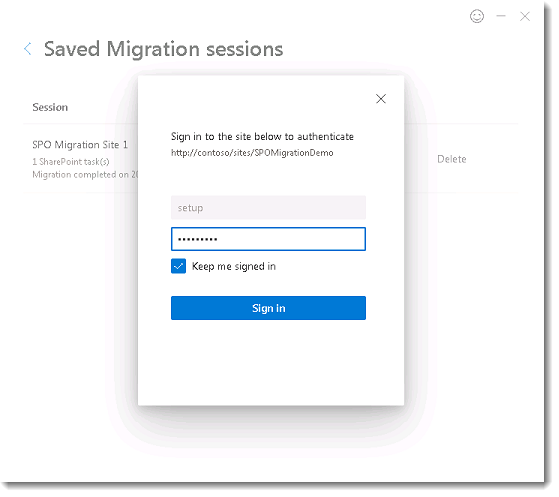 Saved Migration sessions
Session
Sign in to the site below to authenticate
http://contoso/sites/SPOMigrationDemo
SPO Migration Site 1
1 SharePoint task(s)
Migration completed on 20
Delete
setup
•••••••••
Keep me signed in
Sign in